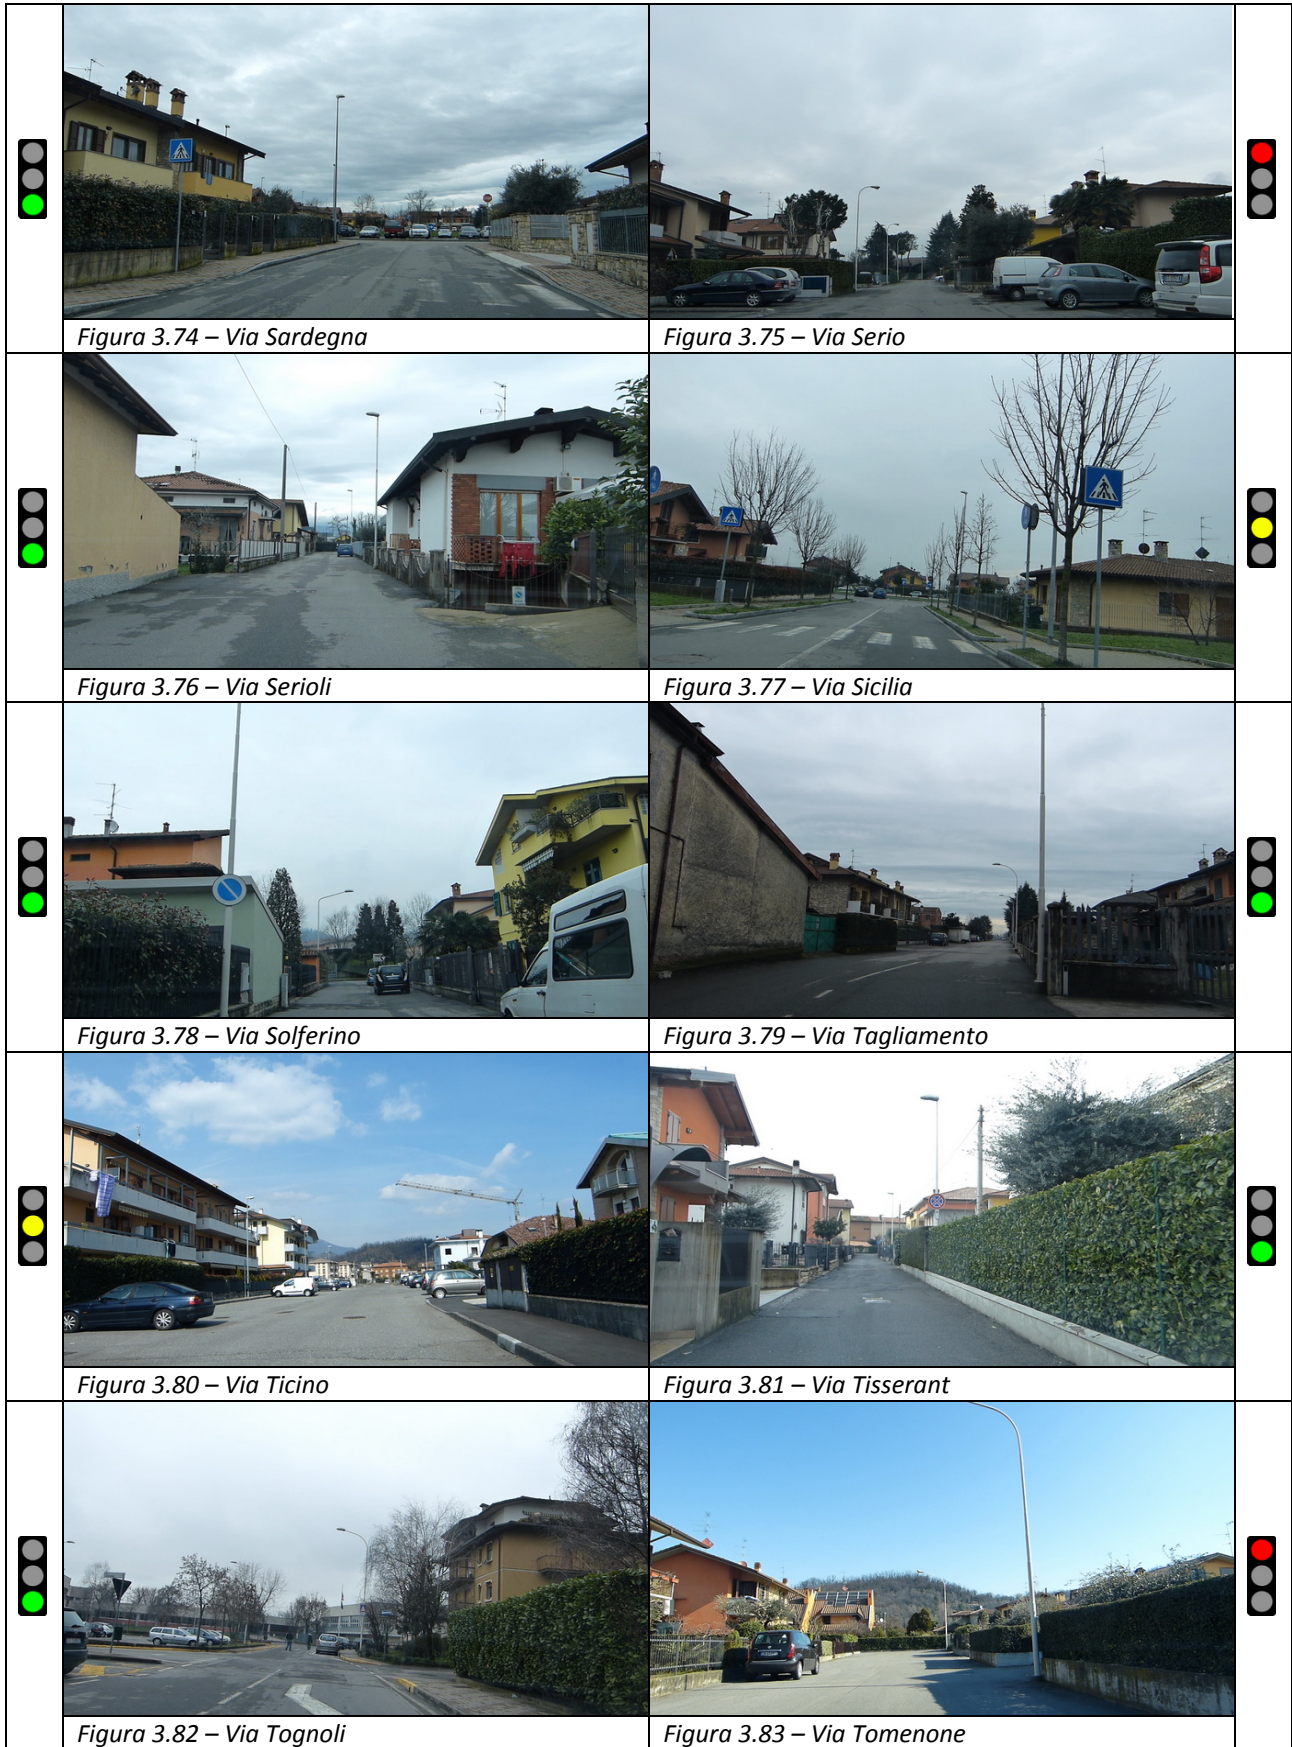 Figura 3.74 – Via Sardegna
Figura 3.75 – Via Serio
Figura 3.76 – Via Serioli
Figura 3.77 – Via Sicilia
Figura 3.78 – Via Solferino
Figura 3.79 – Via Tagliamento
Figura 3.80 – Via Ticino
Figura 3.81 – Via Tisserant
Figura 3.82 – Via Tognoli
Figura 3.83 – Via Tomenone